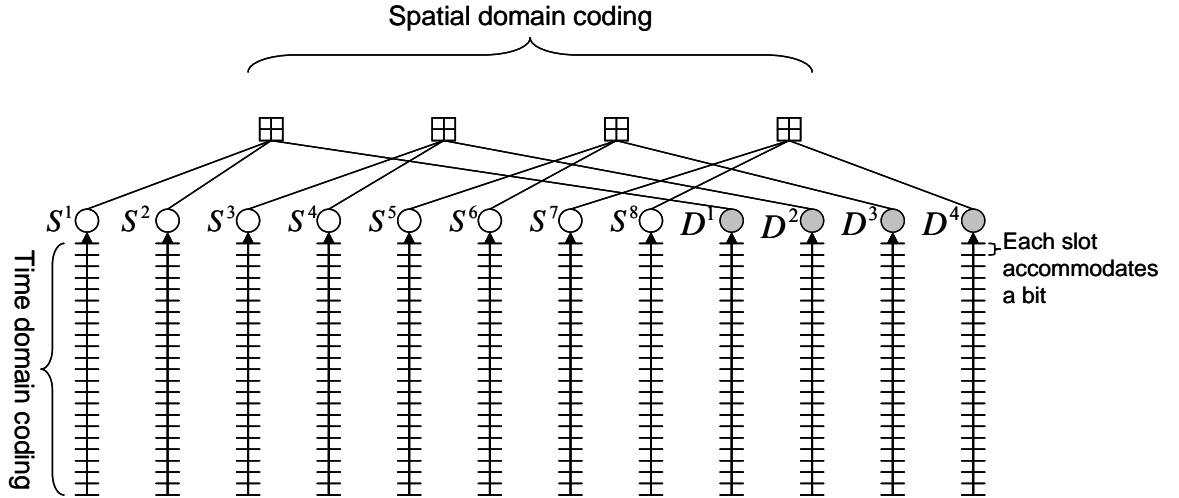 Spatial domain coding
S¹ S² S³ S⁴ S⁵ S⁶ S⁷ S⁸ D¹ D² D³ D⁴
Each slot
accommodates
a bit
Time domain coding